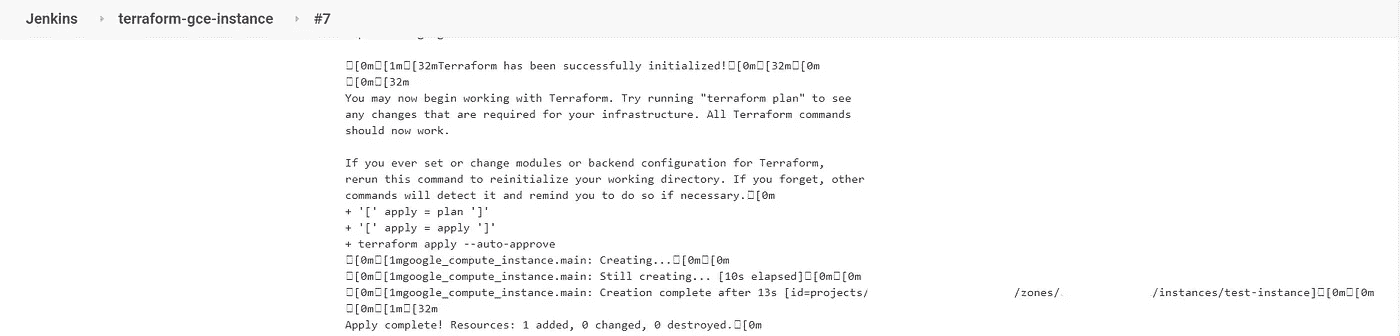 Jenkins terraform-gce-instance #7
□[0m□[1m□[32mTerraform has been successfully initialized!□[0m□[32m□[0m
□[0m□[32m
You may now begin working with Terraform. Try running "terraform plan" to see
any changes that are required for your infrastructure. All Terraform commands
should now work.
If you ever set or change modules or backend configuration for Terraform,
rerun this command to reinitialize your working directory. If you forget, other
commands will detect it and remind you to do so if necessary.□[0m
+ '[' apply = plan ']'
+ '[' apply = apply ']'
+ terraform apply --auto-approve
□[0m□[1mgoogle_compute_instance.main: Creating...□[0m□[0m
□[0m□[1mgoogle_compute_instance.main: Still creating... [10s elapsed]□[0m□[0m
□[0m□[1mgoogle_compute_instance.main: Creation complete after 13s [id=projects/ /zones/ /instances/test-instance]□[0m□[0m
□[0m□[1m□[32m
Apply complete! Resources: 1 added, 0 changed, 0 destroyed.□[0m